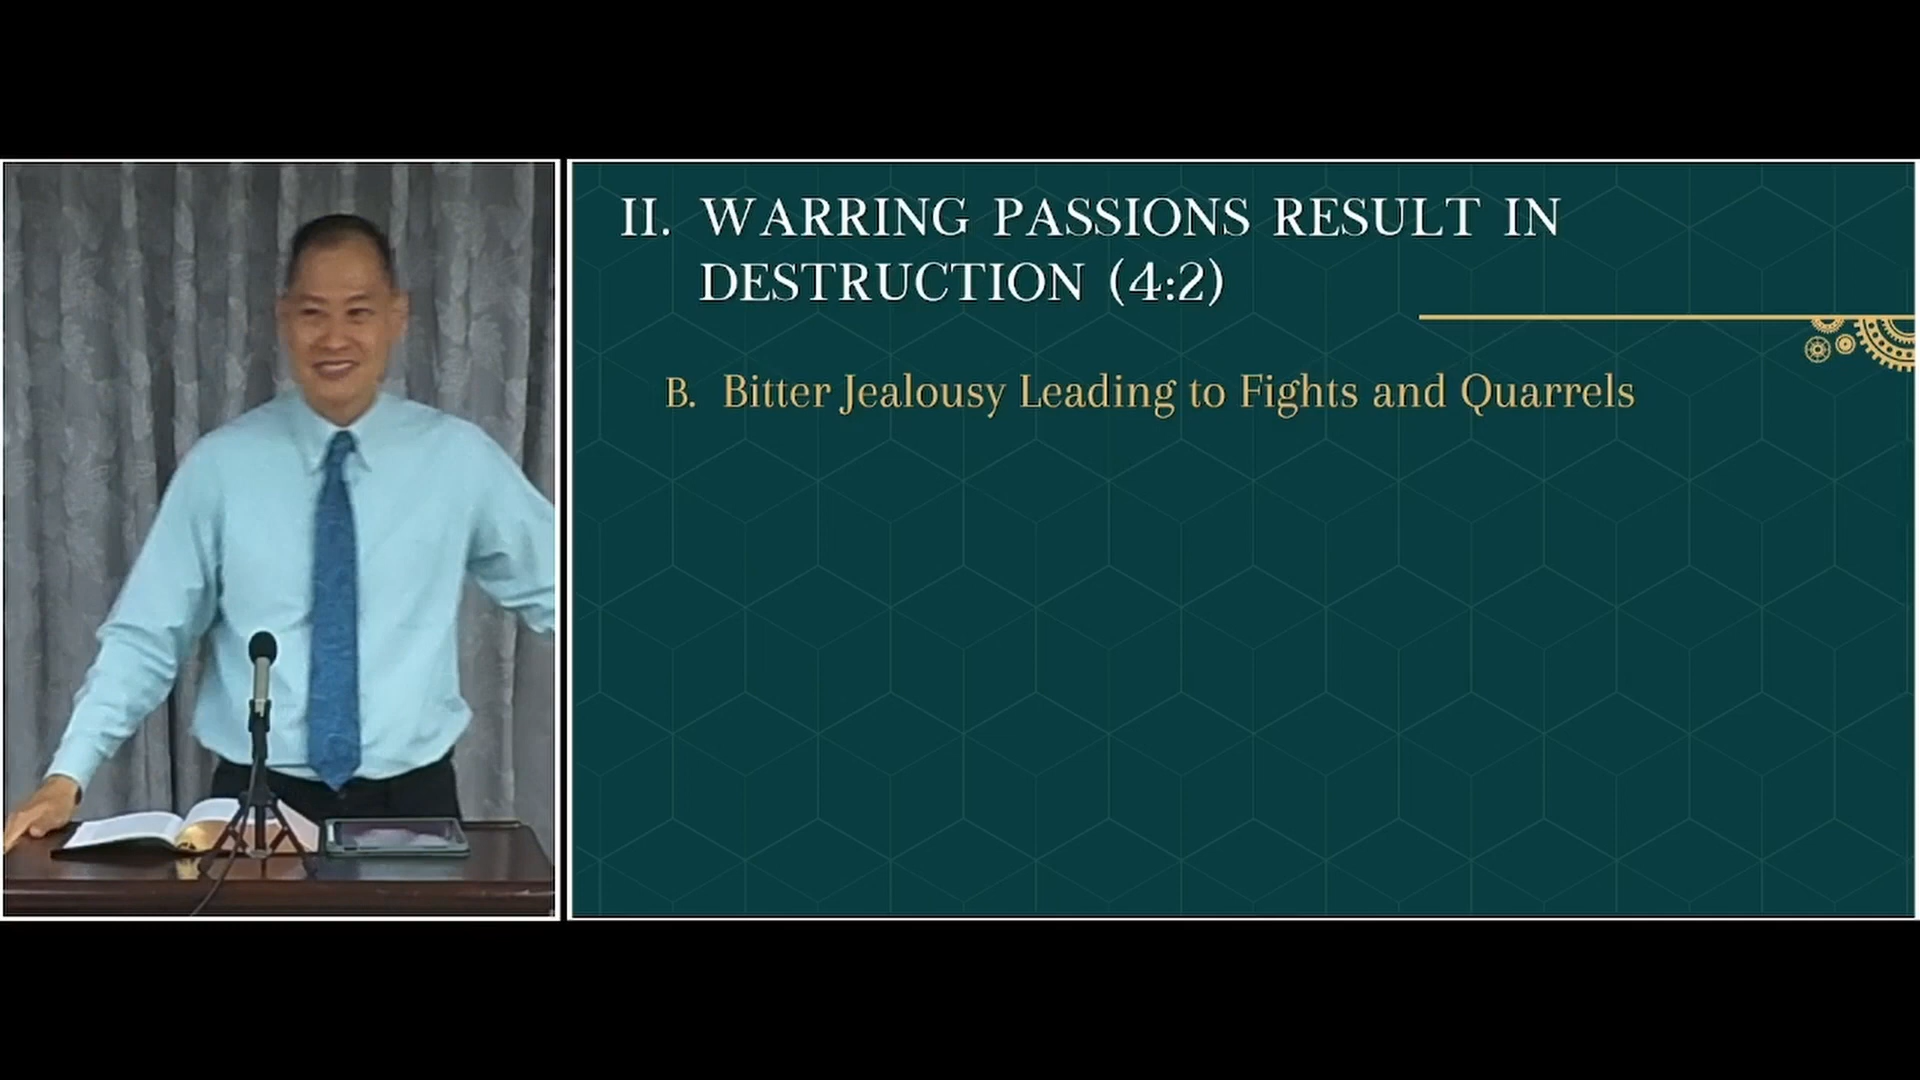 II. WARRING PASSIONS RESULT IN
DESTRUCTION (4:2)
B. Bitter Jealousy Leading to Fights and Quarrels